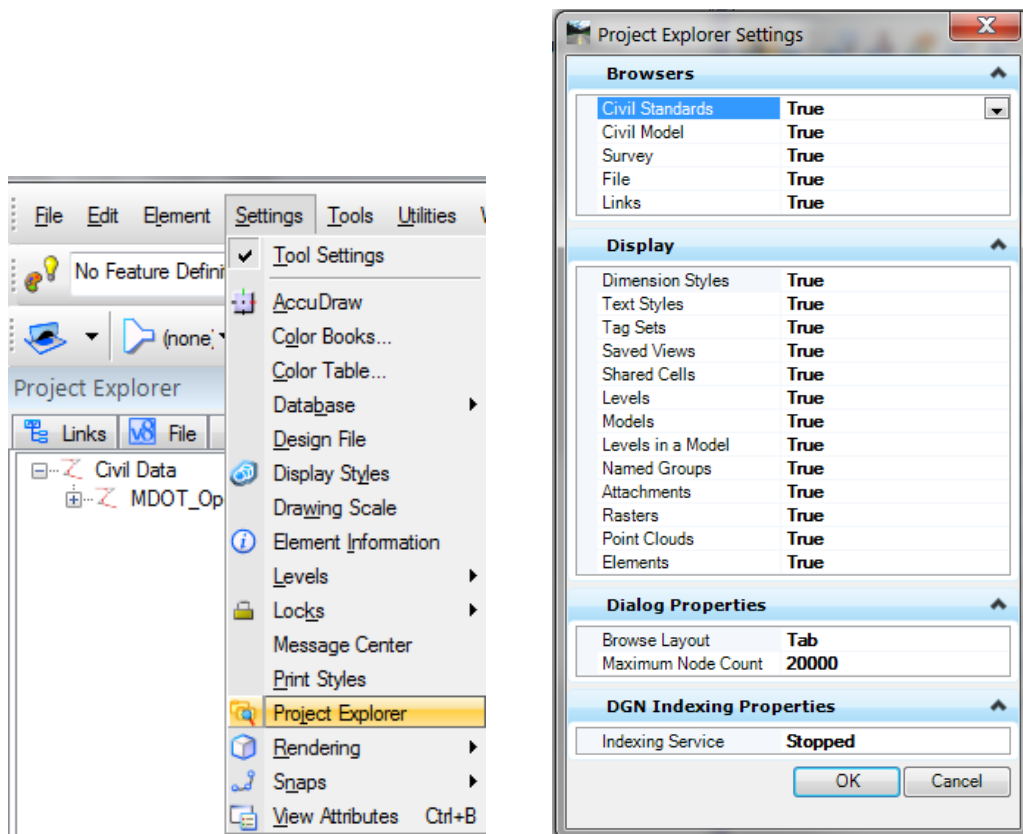 File Edit Element Settings Tools Utilities
No Feature Defini
(none)
Project Explorer
Links File
Civil Data
MDOT_Op
Tool Settings
AccuDraw
Color Books...
Color Table...
Database
Design File
Display Styles
Drawing Scale
Element Information
Levels
Locks
Message Center
Print Styles
Project Explorer
Rendering
Snaps
View Attributes Ctrl+B
Project Explorer Settings
Browsers
Civil Standards True
Civil Model True
Survey True
File True
Links True
Display
Dimension Styles True
Text Styles True
Tag Sets True
Saved Views True
Shared Cells True
Levels True
Models True
Levels in a Model True
Named Groups True
Attachments True
Rasters True
Point Clouds True
Elements True
Dialog Properties
Browse Layout Tab
Maximum Node Count 20000
DGN Indexing Properties
Indexing Service Stopped
OK Cancel